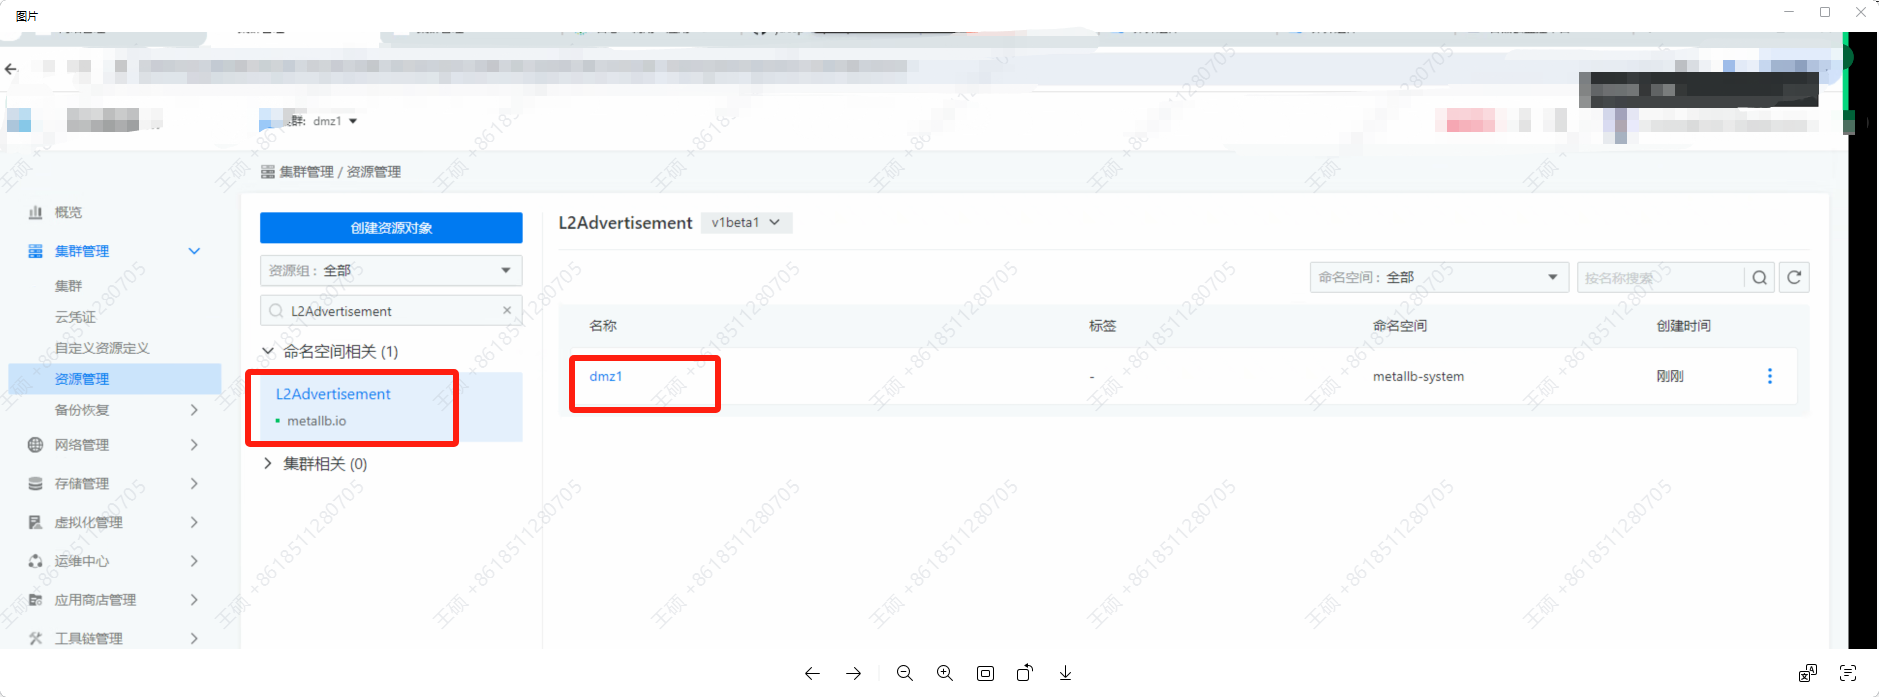 图片
集群: dmz1
集群管理 / 资源管理
概览
集群管理
集群
云凭证
自定义资源定义
资源管理
备份恢复
网络管理
存储管理
虚拟化管理
运维中心
应用商店管理
工具链管理
创建资源对象
资源组： 全部
L2Advertisement
命名空间相关 (1)
L2Advertisement
metallb.io
集群相关 (0)
L2Advertisement v1beta1
命名空间： 全部 按名称搜索
名称 标签 命名空间 创建时间
dmz1 - metallb-system 刚刚
王硕 +8618511280705